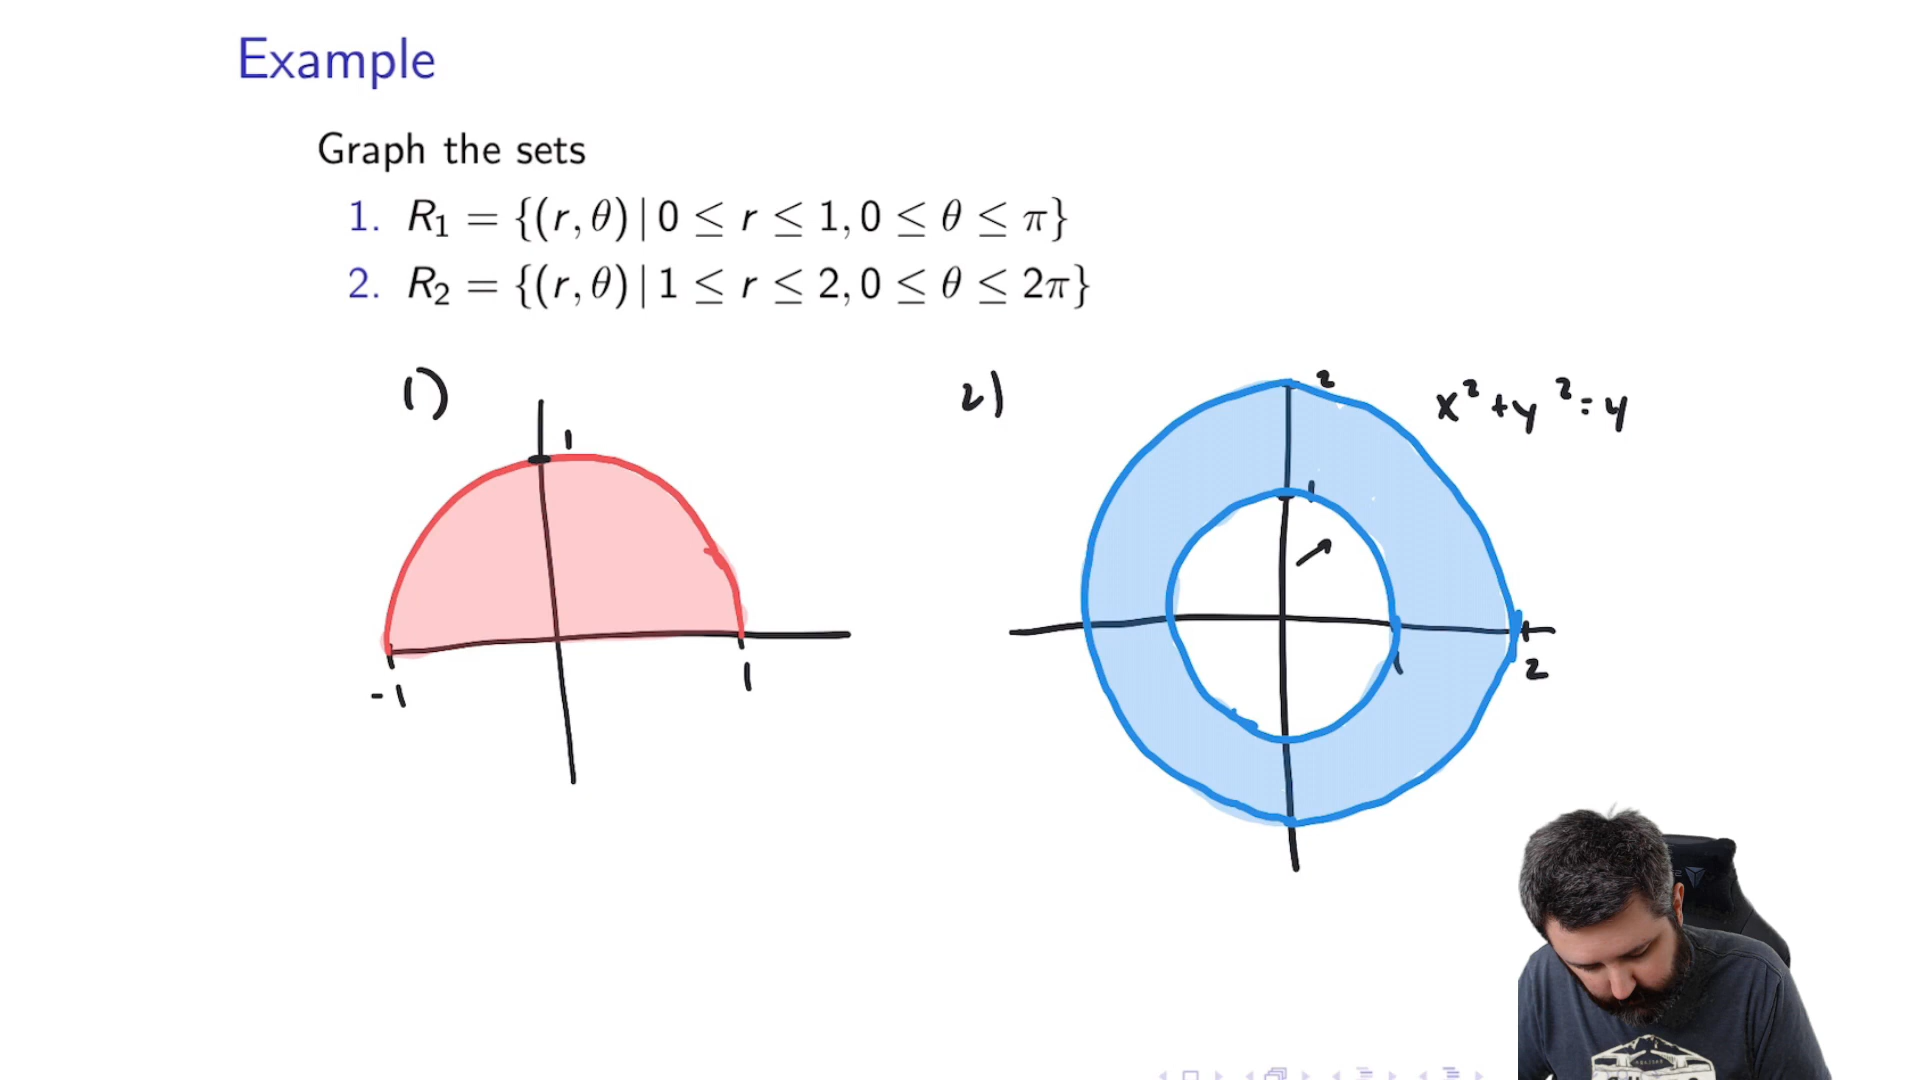 Example
Graph the sets
1. R₁ = {(r, θ) | 0 ≤ r ≤ 1, 0 ≤ θ ≤ π}
2. R₂ = {(r, θ) | 1 ≤ r ≤ 2, 0 ≤ θ ≤ 2π}
1)
1
-1
1
2)
2
x² + y² = 4
1
1
2